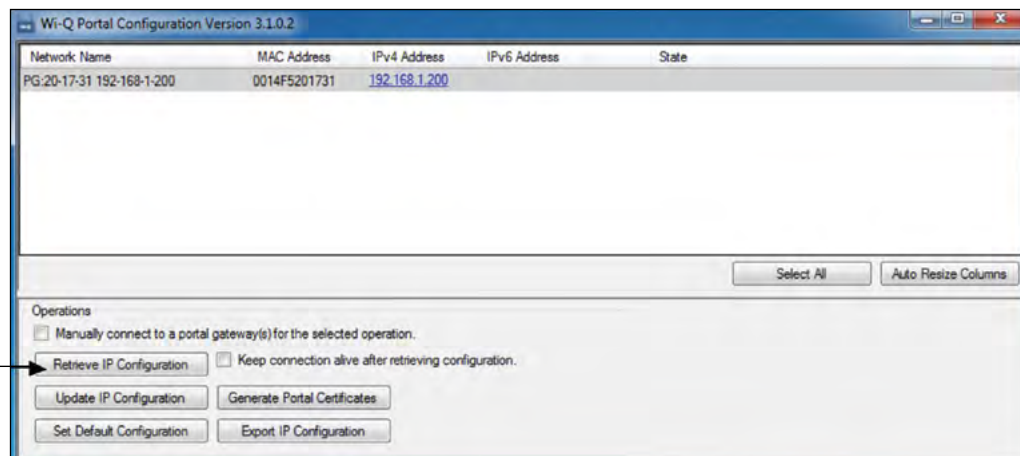 Wi-Q Portal Configuration Version 3.1.0.2
Network Name MAC Address IPv4 Address IPv6 Address State
PG:20-17-31 192-168-1-200 0014F5201731 192.168.1.200
Select All Auto Resize Columns
Operations
Manually connect to a portal gateway(s) for the selected operation.
Retrieve IP Configuration Keep connection alive after retrieving configuration.
Update IP Configuration Generate Portal Certificates
Set Default Configuration Export IP Configuration